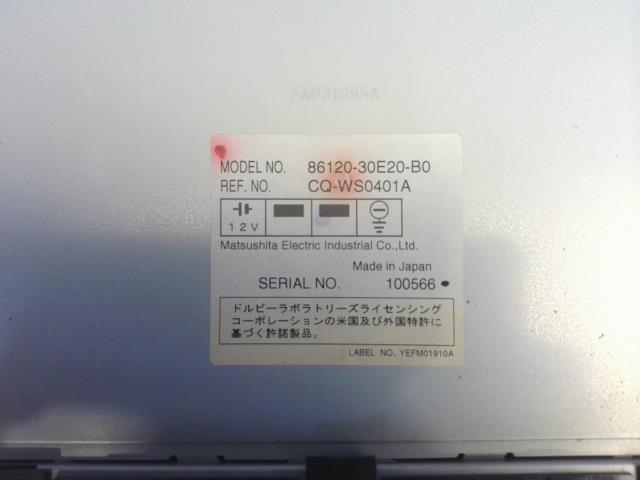 MODEL NO. 86120-30E20-B0
REF. NO. CQ-WS0401A
12V
Matsushita Electric Industrial Co.,Ltd.
Made in Japan
SERIAL NO. 100566
ドルビーラボラトリーズライセンシング
コーポレーションの米国及び外国特許に
基づく許諾製品。
LABEL NO. YEFM01910A